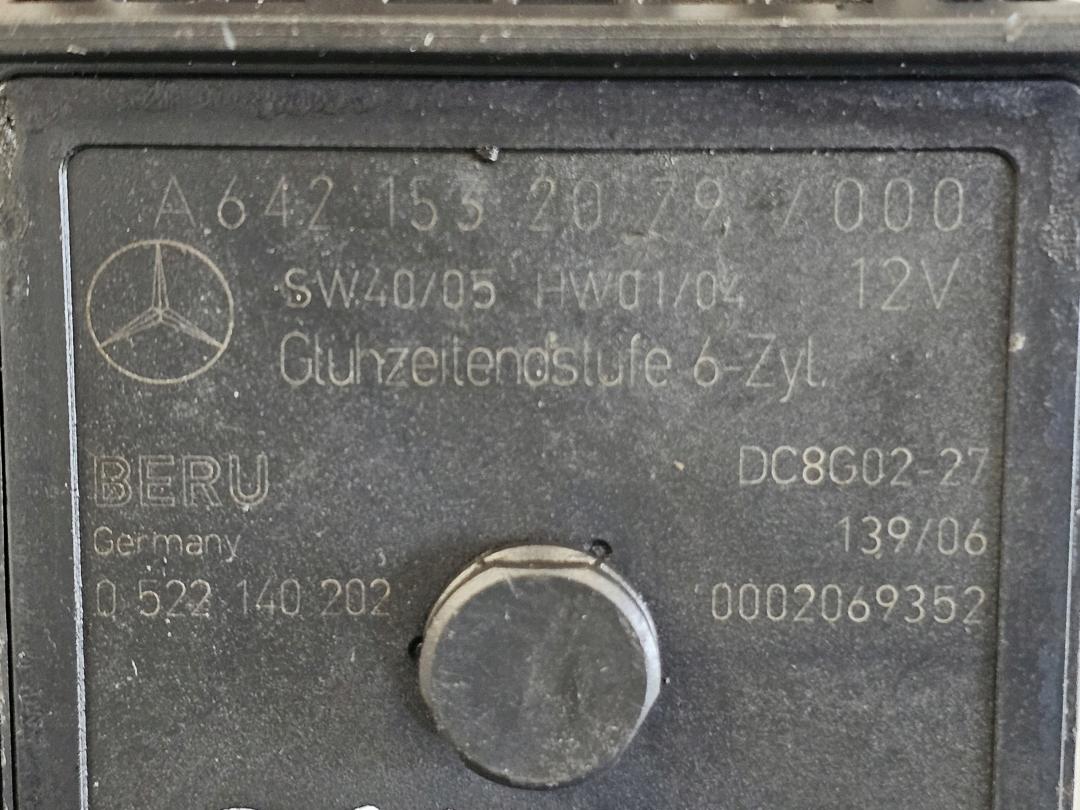 A 642 153 20 79 /000
SW40/05 HW01/04 12V
Glühzeitendstufe 6-Zyl.
BERU
DC8G02-27
Germany
139/06
0 522 140 202
0002069352